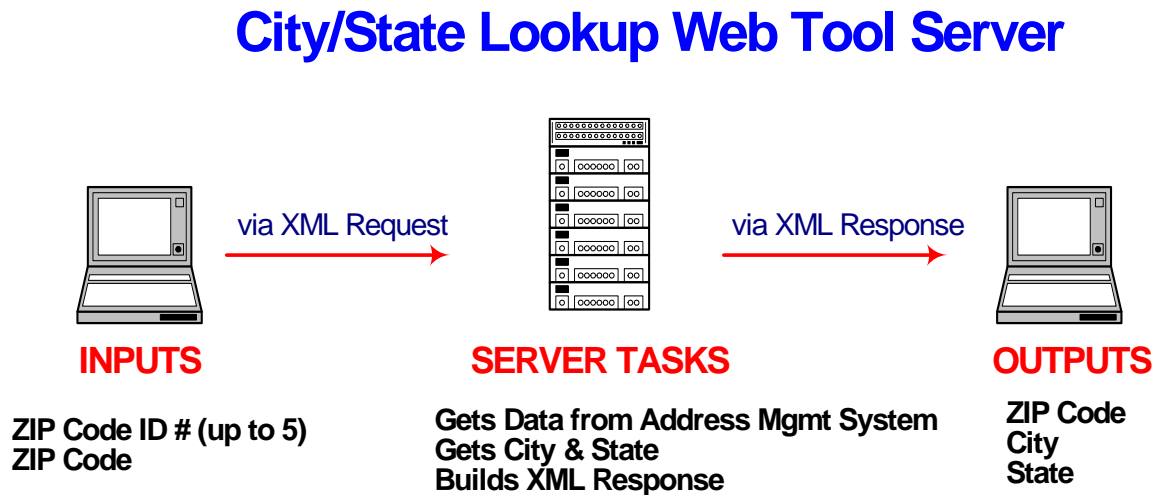 City/State Lookup Web Tool Server
via XML Request
via XML Response
INPUTS
SERVER TASKS
OUTPUTS
ZIP Code ID # (up to 5)
ZIP Code
Gets Data from Address Mgmt System
Gets City & State
Builds XML Response
ZIP Code
City
State